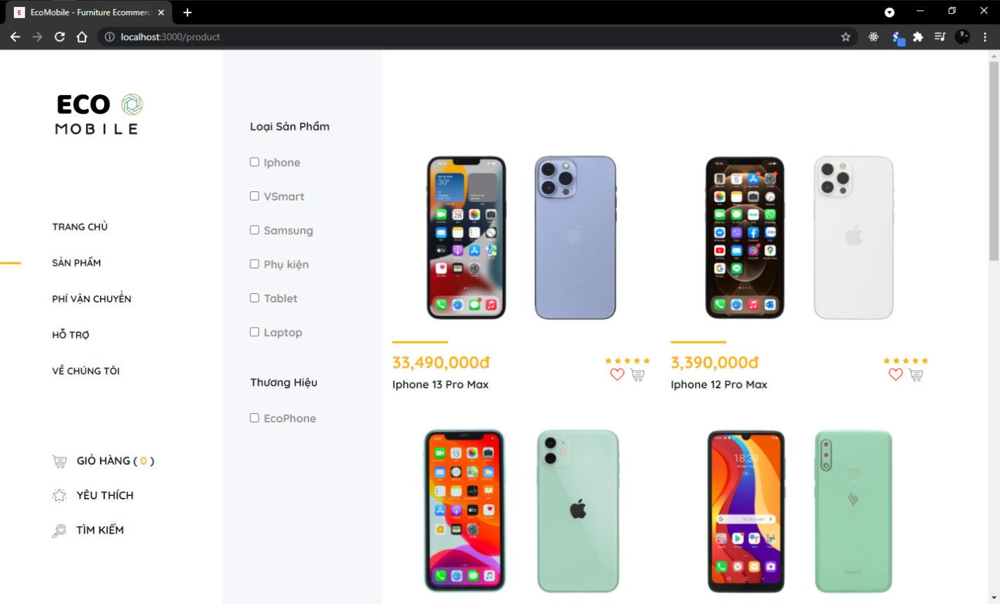 EcoMobile - Furniture Ecommerc
localhost:3000/product
ECO
MOBILE
TRANG CHỦ
SẢN PHẨM
PHÍ VẬN CHUYỂN
HỖ TRỢ
VỀ CHÚNG TÔI
GIỎ HÀNG ( 0 )
YÊU THÍCH
TÌM KIẾM
Loại Sản Phẩm
Iphone
VSmart
Samsung
Phụ kiện
Tablet
Laptop
Thương Hiệu
EcoPhone
33,490,000đ
Iphone 13 Pro Max
3,390,000đ
Iphone 12 Pro Max
18:39